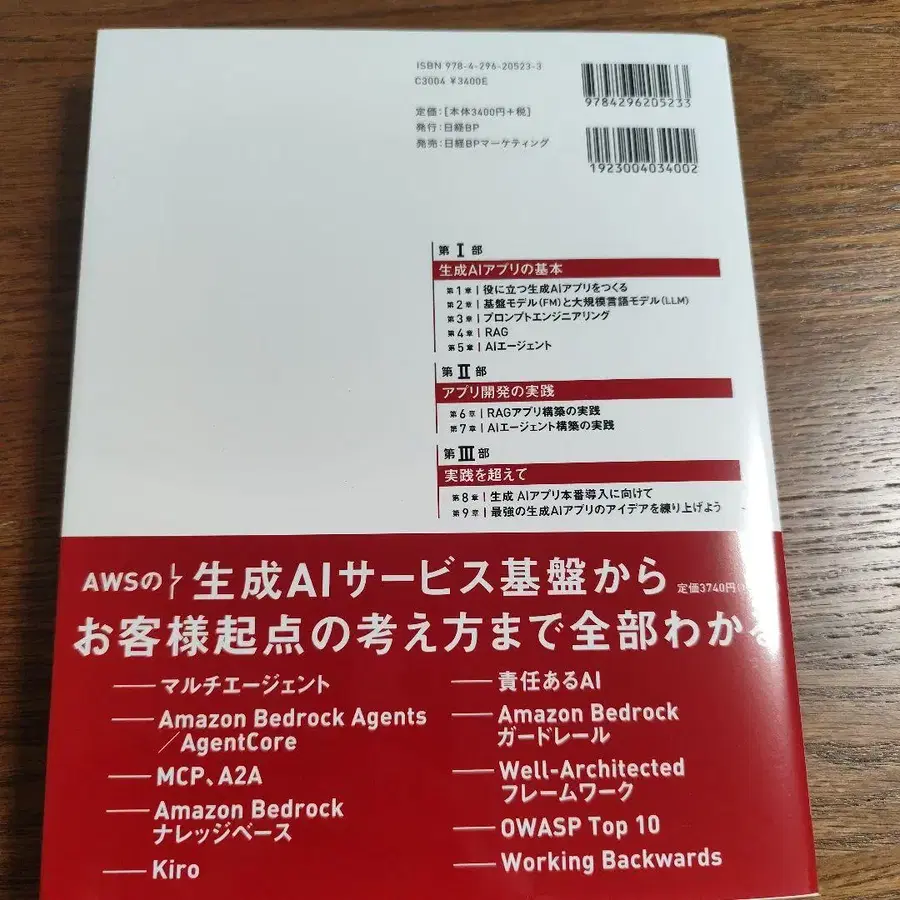 ISBN 978-4-296-20523-3
C3004 ¥3400E
定価:[本体3400円+税]
発行:日経BP
発売:日経BPマーケティング
9784296205233
1923004034002
第I部
生成AIアプリの基本
第1章|役に立つ生成AIアプリをつくる
第2章|基盤モデル(FM)と大規模言語モデル(LLM)
第3章|プロンプトエンジニアリング
第4章|RAG
第5章|AIエージェント
第II部
アプリ開発の実践
第6章|RAGアプリ構築の実践
第7章|AIエージェント構築の実践
第III部
実践を超えて
第8章|生成 AIアプリ本番導入に向けて
第9章|最強の生成AIアプリのアイデアを練り上げよう
AWSの生成AIサービス基盤から
定価3740円
お客様起点の考え方まで全部わかる
マルチエージェント
Amazon Bedrock Agents
/AgentCore
MCP、A2A
Amazon Bedrock
ナレッジベース
Kiro
責任あるAI
Amazon Bedrock
ガードレール
Well-Architected
フレームワーク
OWASP Top 10
Working Backwards